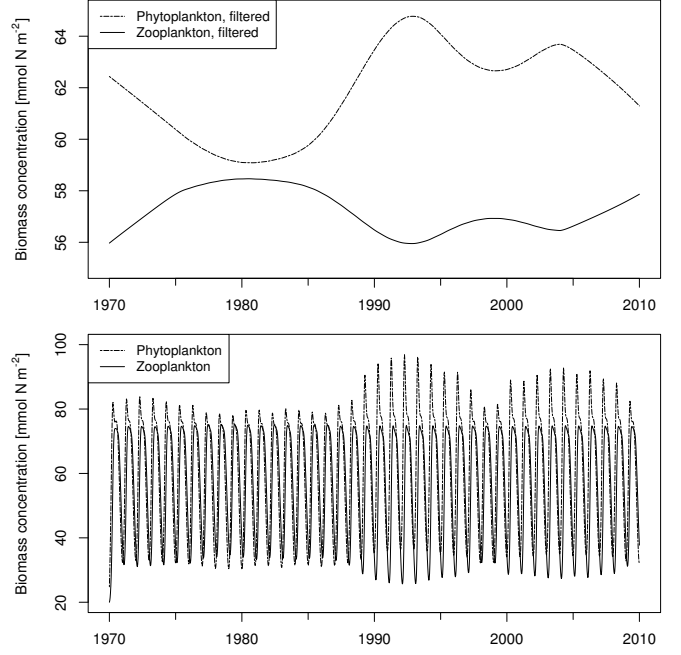 Phytoplankton, filtered
Zooplankton, filtered
Biomass concentration [mmol N m⁻²]
64
62
60
58
56
1970 1980 1990 2000 2010
Phytoplankton
Zooplankton
Biomass concentration [mmol N m⁻²]
100
80
60
40
20
1970 1980 1990 2000 2010